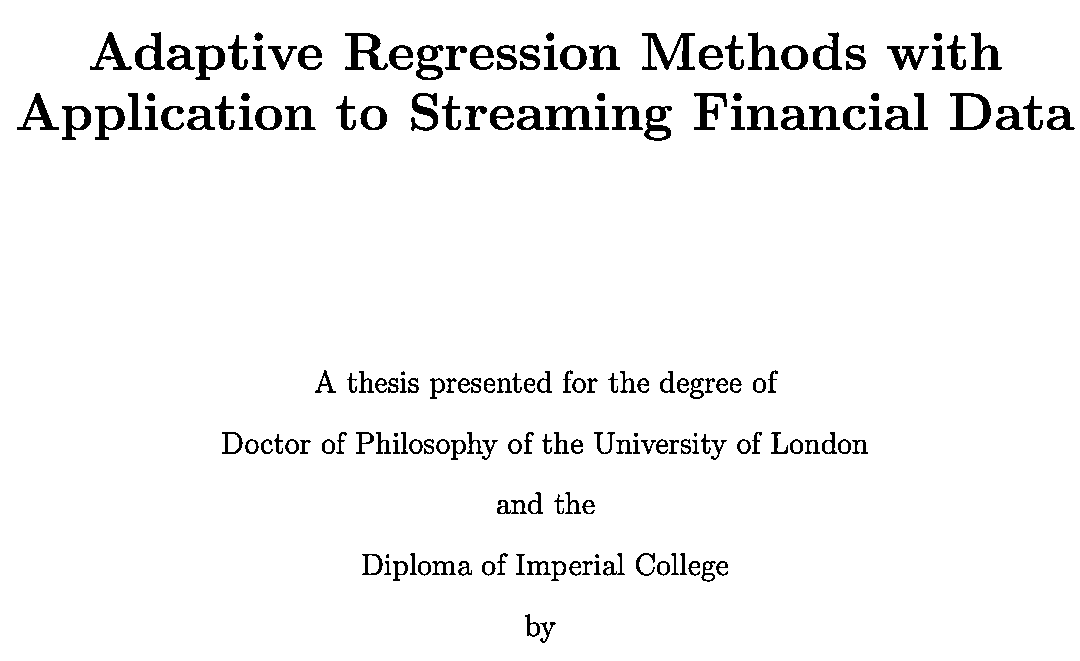 Adaptive Regression Methods with
Application to Streaming Financial Data
A thesis presented for the degree of
Doctor of Philosophy of the University of London
and the
Diploma of Imperial College
by